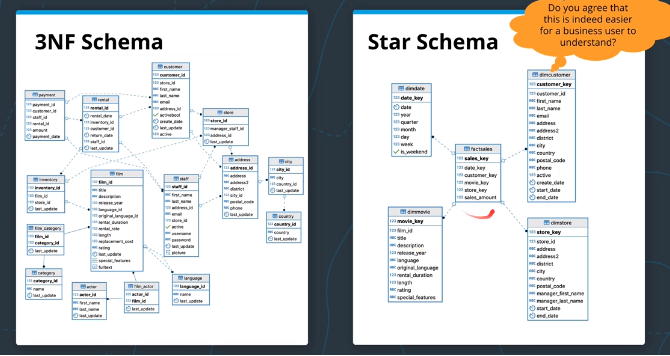 3NF Schema
customer
customer_id
store_id
first_name
last_name
email
address_id
activebool
create_date
last_update
active
payment
payment_id
customer_id
staff_id
rental_id
amount
payment_date
rental
rental_id
rental_date
inventory_id
customer_id
return_date
staff_id
last_update
store
store_id
manager_staff_id
address_id
last_update
address
address_id
address
address2
district
city_id
postal_code
phone
last_update
city
city_id
city
country_id
last_update
inventory
inventory_id
film_id
store_id
last_update
film
film_id
title
description
release_year
language_id
original_language_id
rental_duration
rental_rate
length
replacement_cost
rating
last_update
special_features
fulltext
staff
staff_id
first_name
last_name
address_id
email
store_id
active
username
password
last_update
picture
country
country_id
country
last_update
film_category
film_id
category_id
last_update
category
category_id
name
last_update
actor
actor_id
first_name
last_name
last_update
film_actor
actor_id
film_id
last_update
language
language_id
name
last_update
Star Schema
Do you agree that
this is indeed easier
for a business user to
understand?
dimdate
date_key
date
year
quarter
month
day
week
is_weekend
dimcustomer
customer_key
customer_id
first_name
last_name
email
address
address2
district
city
country
postal_code
phone
active
create_date
start_date
end_date
factsales
sales_key
date_key
customer_key
movie_key
store_key
sales_amount
dimmovie
movie_key
film_id
title
description
release_year
language
original_language
rental_duration
length
rating
special_features
dimstore
store_key
store_id
address
address2
district
city
country
postal_code
manager_first_name
manager_last_name
start_date
end_date